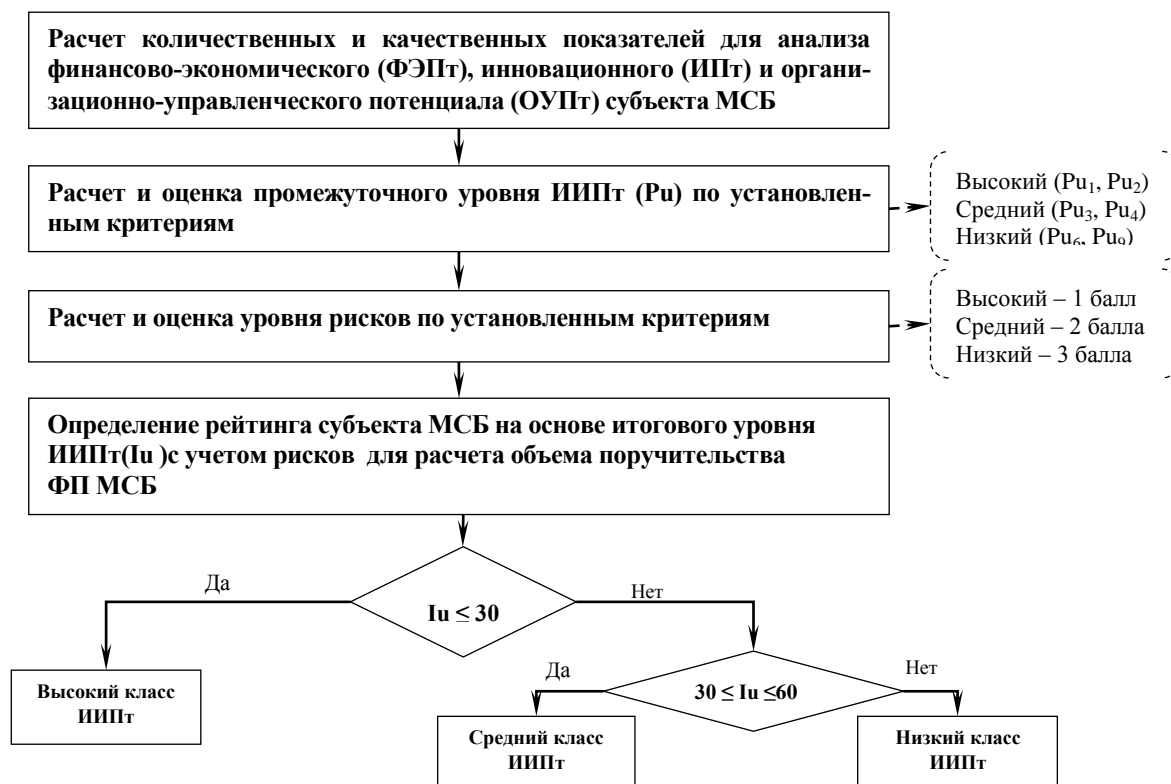 Расчет количественных и качественных показателей для анализа
финансово-экономического (ФЭПт), инновационного (ИПт) и органи-
зационно-управленческого потенциала (ОУПт) субъекта МСБ
Расчет и оценка промежуточного уровня ИИПт (Pu) по установлен-
ным критериям
Высокий (Pu₁, Pu₂)
Средний (Pu₃, Pu₄)
Низкий (Pu₆, Pu₉)
Расчет и оценка уровня рисков по установленным критериям
Высокий – 1 балл
Средний – 2 балла
Низкий – 3 балла
Определение рейтинга субъекта МСБ на основе итогового уровня
ИИПт(Iu )с учетом рисков для расчета объема поручительства
ФП МСБ
Да
Iu ≤ 30
Нет
Высокий класс
ИИПт
Да
30 ≤ Iu ≤60
Нет
Средний класс
ИИПт
Низкий класс
ИИПт